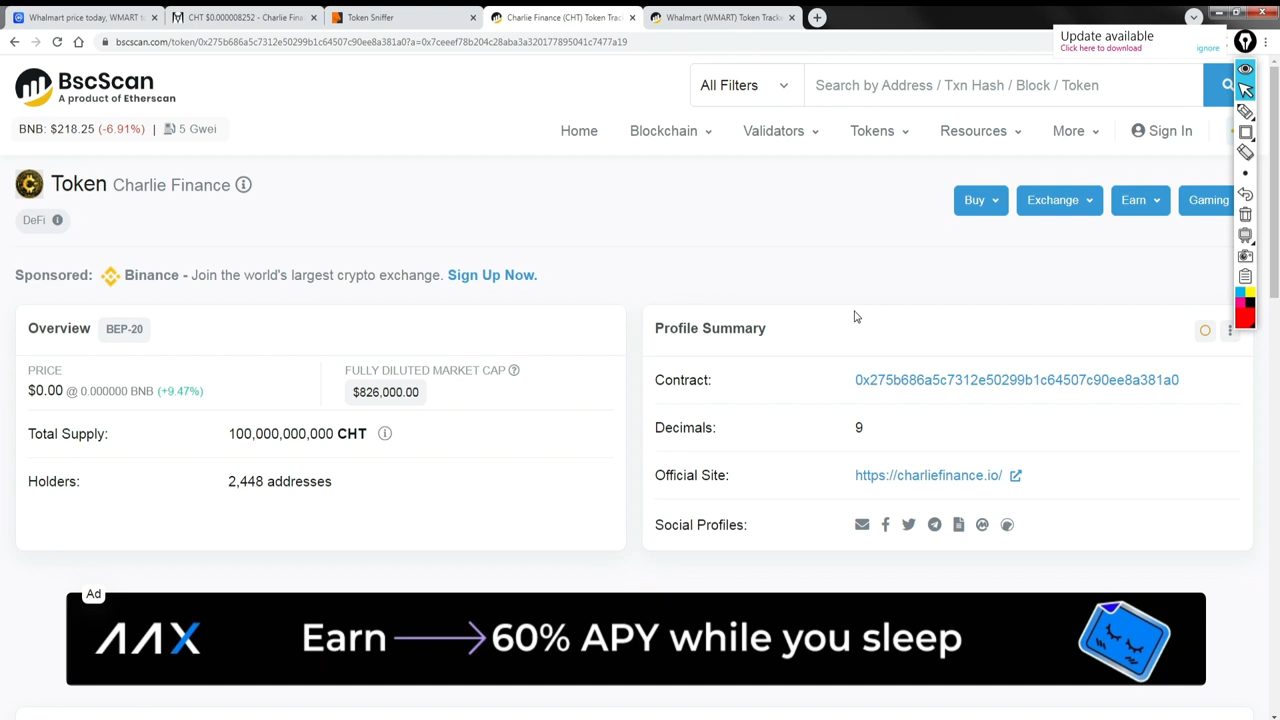 Whalmart price today, WMART to
CHT $0.000008252 - Charlie Fina
Token Sniffer
Charlie Finance (CHT) Token Trac
Whalmart (WMART) Token Tracke
bscscan.com/token/0x275b686a5c7312e50299b1c64507c90ee8a381a0?a=0x7ceeef78b204c28aba3a320177895041c7477a19
Update available
Click here to download
ignore
BscScan
A product of Etherscan
All Filters
Search by Address / Txn Hash / Block / Token
BNB: $218.25 (-6.91%) | 5 Gwei
Home
Blockchain
Validators
Tokens
Resources
More
Sign In
Token Charlie Finance
DeFi
Buy
Exchange
Earn
Gaming
Sponsored: Binance - Join the world's largest crypto exchange. Sign Up Now.
Overview BEP-20
PRICE
$0.00 @ 0.000000 BNB (+9.47%)
FULLY DILUTED MARKET CAP
$826,000.00
Total Supply: 100,000,000,000 CHT
Holders: 2,448 addresses
Profile Summary
Contract: 0x275b686a5c7312e50299b1c64507c90ee8a381a0
Decimals: 9
Official Site: https://charliefinance.io/
Social Profiles:
Ad
AAX Earn 60% APY while you sleep